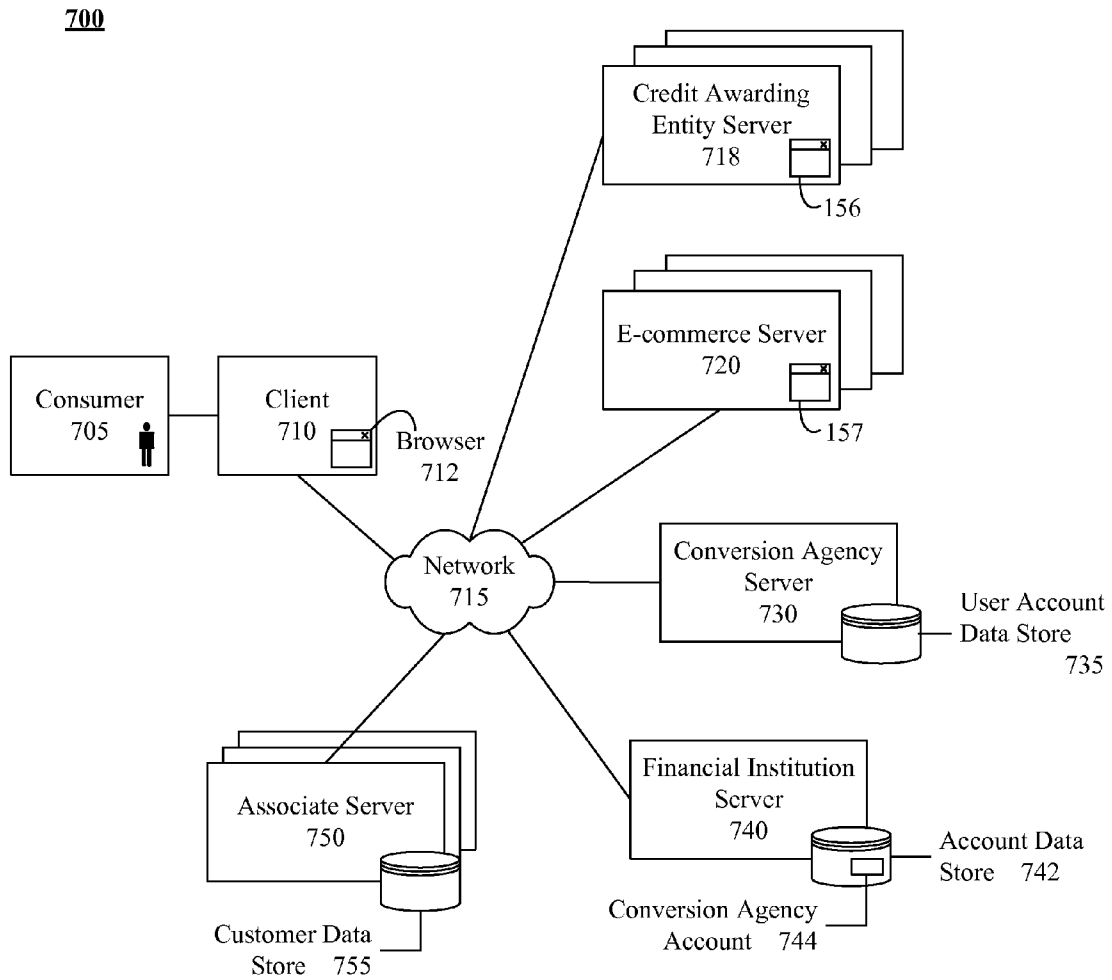 700
Credit Awarding
Entity Server
718
156
E-commerce Server
720
157
Consumer
705
Client
710
Browser
712
Network
715
Conversion Agency
Server
730
User Account
Data Store
735
Associate Server
750
Customer Data
Store 755
Financial Institution
Server
740
Account Data
Store 742
Conversion Agency
Account 744